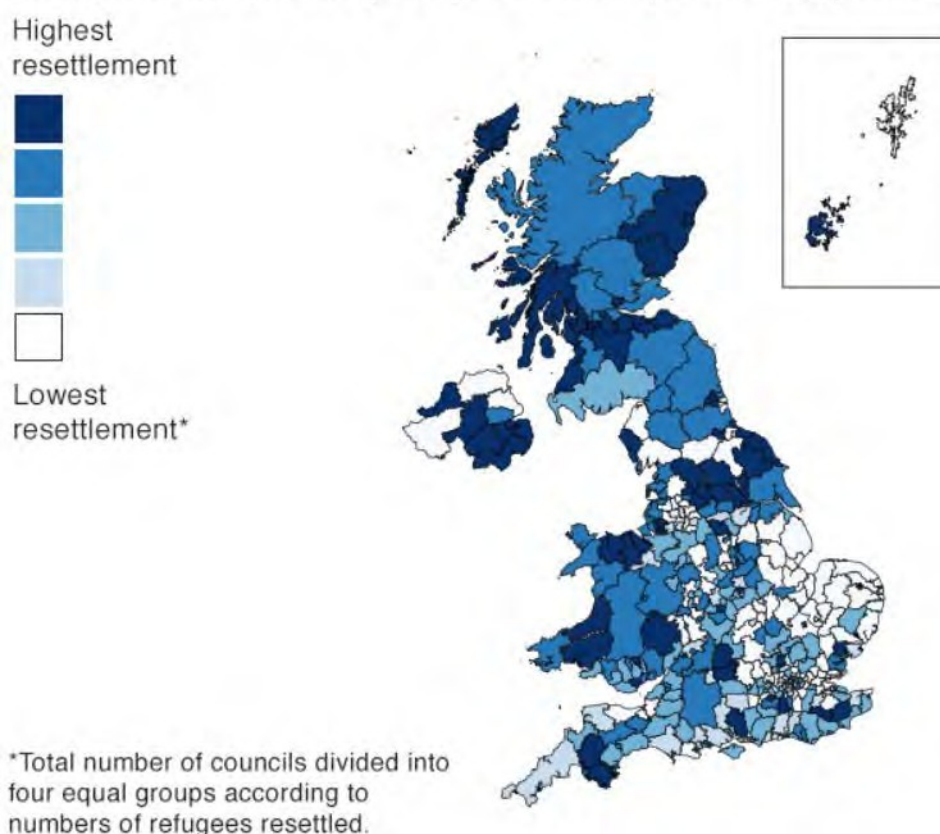 Highest
resettlement
Lowest
resettlement*
*Total number of councils divided into
four equal groups according to
numbers of refugees resettled.